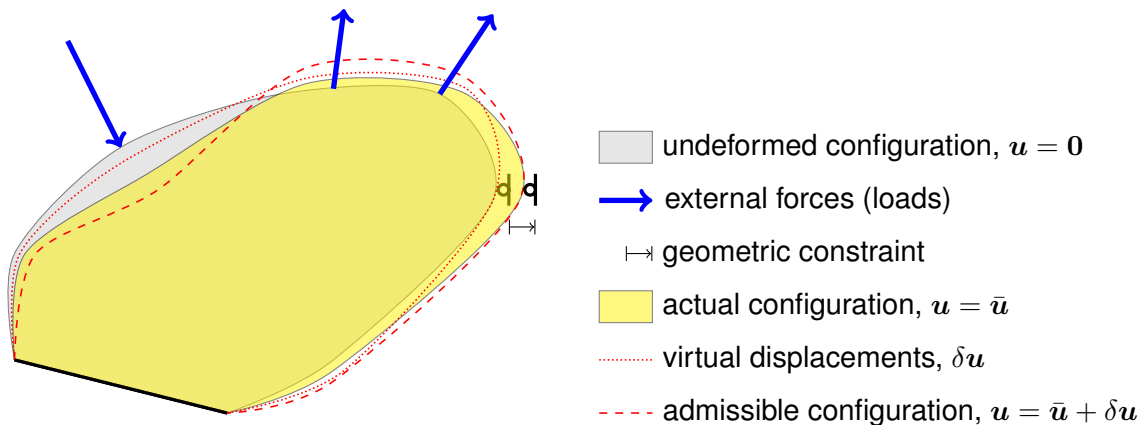 undeformed configuration, u = 0
external forces (loads)
geometric constraint
actual configuration, u = ū
virtual displacements, δu
admissible configuration, u = ū + δu